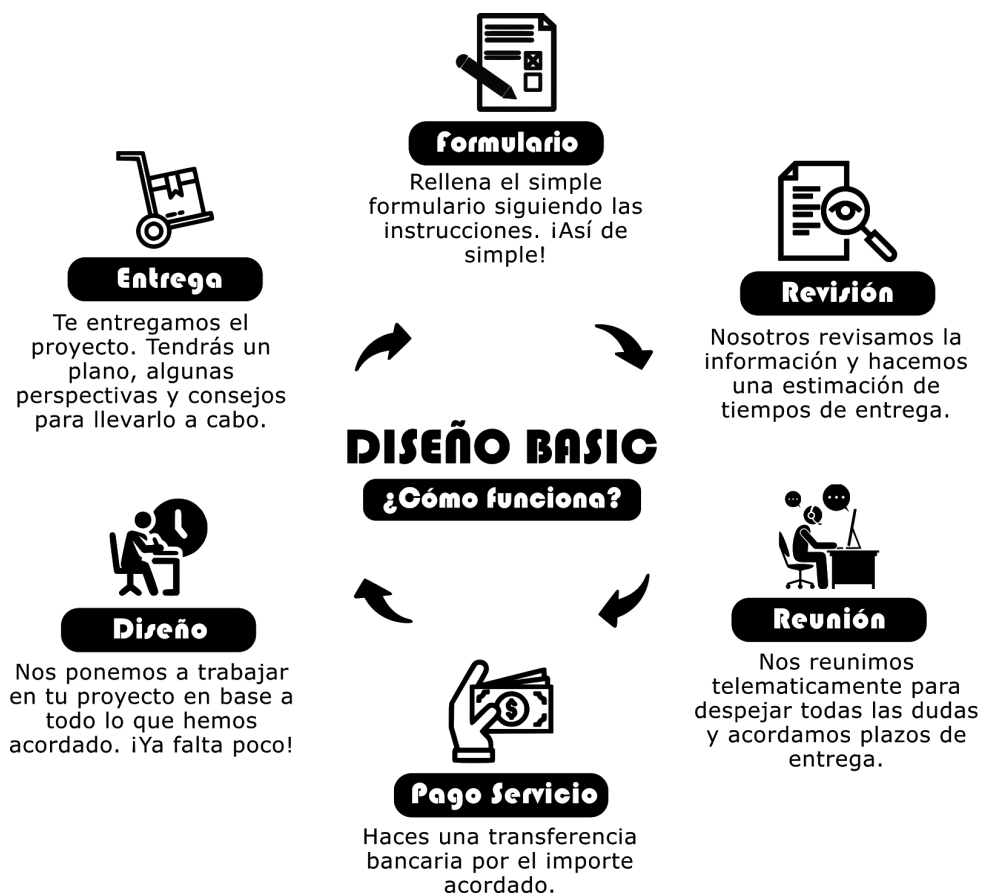 Formulario
Rellena el simple
formulario siguiendo las
instrucciones. ¡Así de
simple!
Revisión
Nosotros revisamos la
información y hacemos
una estimación de
tiempos de entrega.
Reunión
Nos reunimos
telematicamente para
despejar todas las dudas
y acordamos plazos de
entrega.
Pago Servicio
Haces una transferencia
bancaria por el importe
acordado.
Diseño
Nos ponemos a trabajar
en tu proyecto en base a
todo lo que hemos
acordado. ¡Ya falta poco!
Entrega
Te entregamos el
proyecto. Tendrás un
plano, algunas
perspectivas y consejos
para llevarlo a cabo.
DISEÑO BASIC
¿Cómo funciona?
$